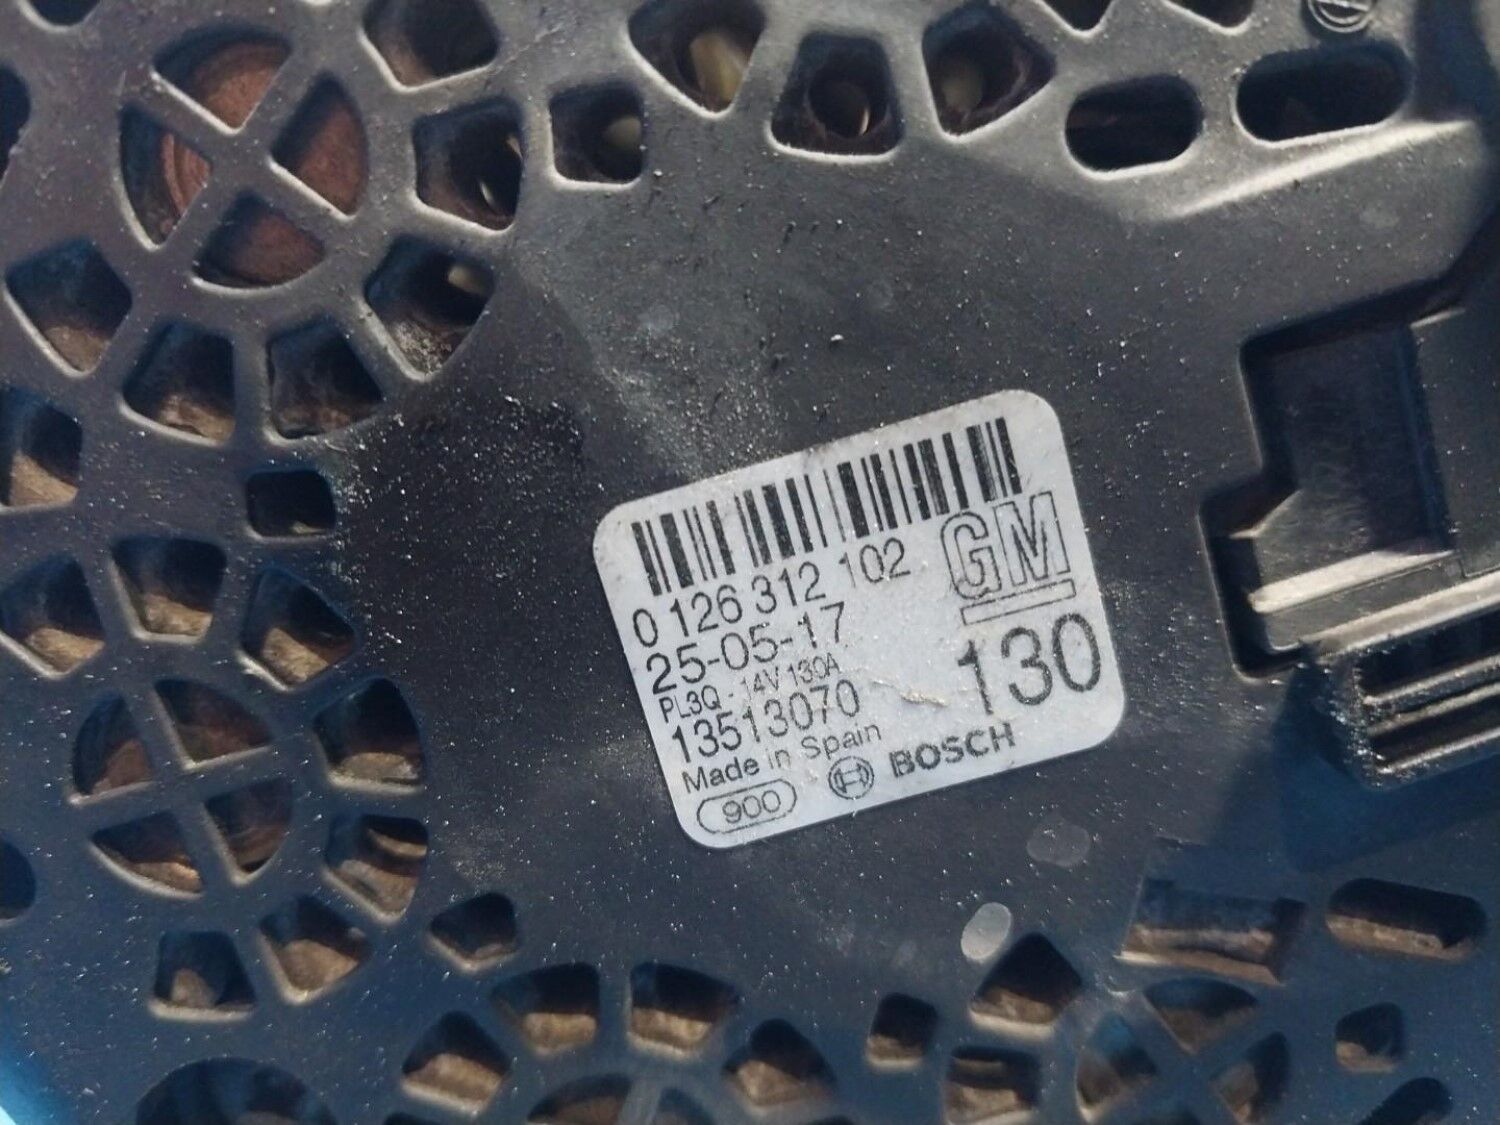 0 126 312 102
GM
25-05-17
PL3Q - 14V 130A
130
13513070
Made in Spain
900 BOSCH